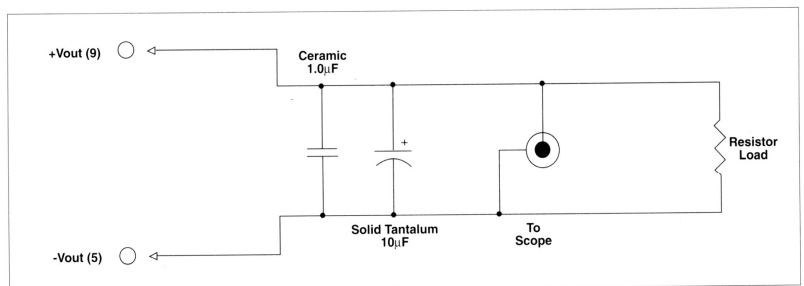 +Vout (9)
Ceramic
1.0µF
+
Resistor
Load
Solid Tantalum
10µF
To
Scope
-Vout (5)